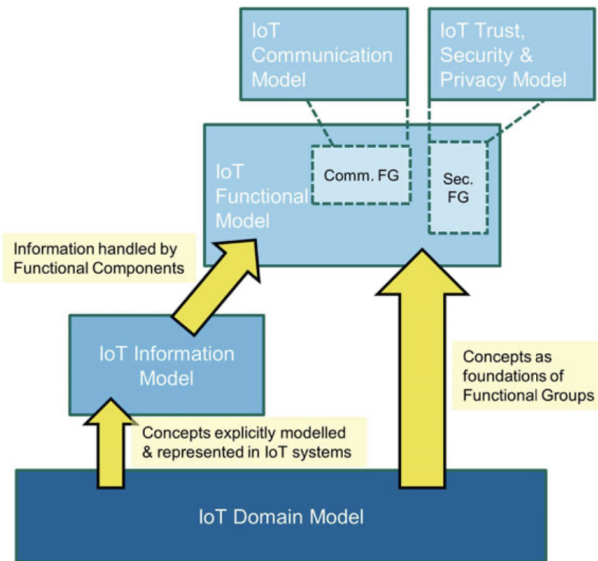 IoT
Communication
Model
IoT Trust,
Security &
Privacy Model
IoT
Functional
Model
Comm. FG
Sec.
FG
Information handled by
Functional Components
IoT Information
Model
Concepts as
foundations of
Functional Groups
Concepts explicitly modelled
& represented in IoT systems
IoT Domain Model